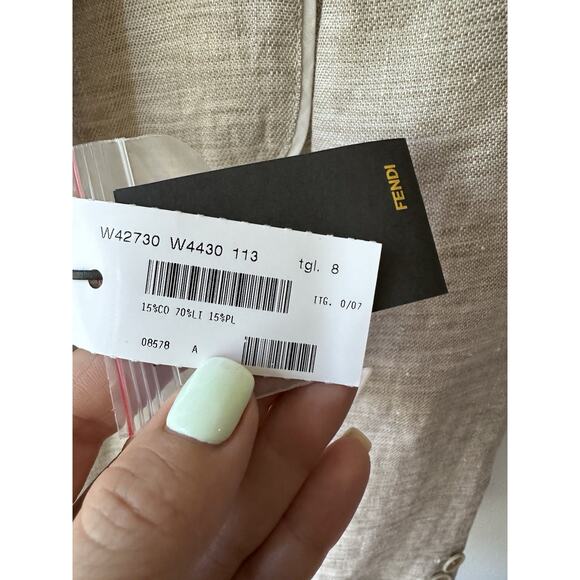 FENDI
W42730 W4430 113 tgl. 8
ITG. 0/07
15%CO 70%LI 15%PL
08578 A